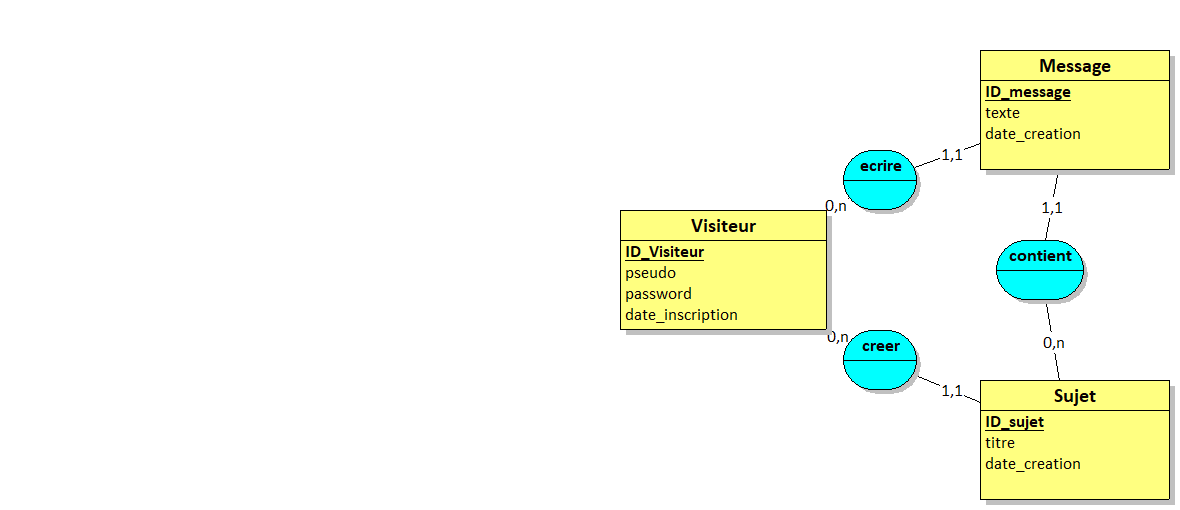 Message
ID_message
texte
date_creation
ecrire
1,1
0,n
Visiteur
ID_Visiteur
pseudo
password
date_inscription
1,1
contient
0,n
0,n
creer
1,1
Sujet
ID_sujet
titre
date_creation